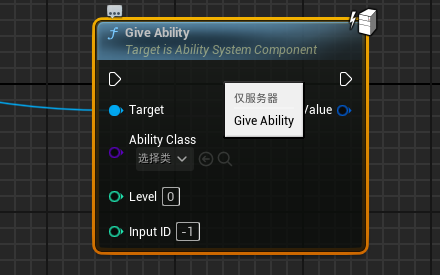 Give Ability
Target is Ability System Component
仅服务器
Give Ability
Target
Value
Ability Class
选择类
Level 0
Input ID -1